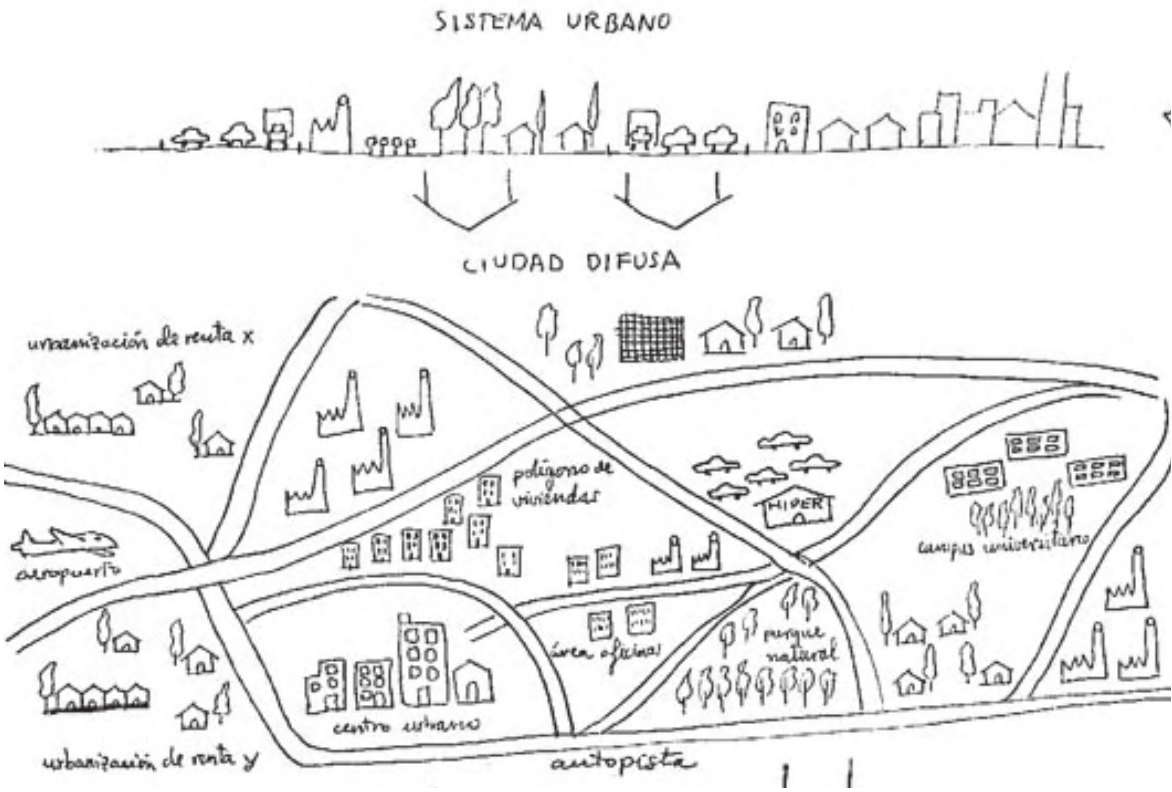 SISTEMA URBANO
CIUDAD DIFUSA
urbanización de renta x
polígono de
viviendas
HIPER
campus universitario
aeropuerto
área oficinas
parque
natural
centro urbano
urbanización de renta y
autopista